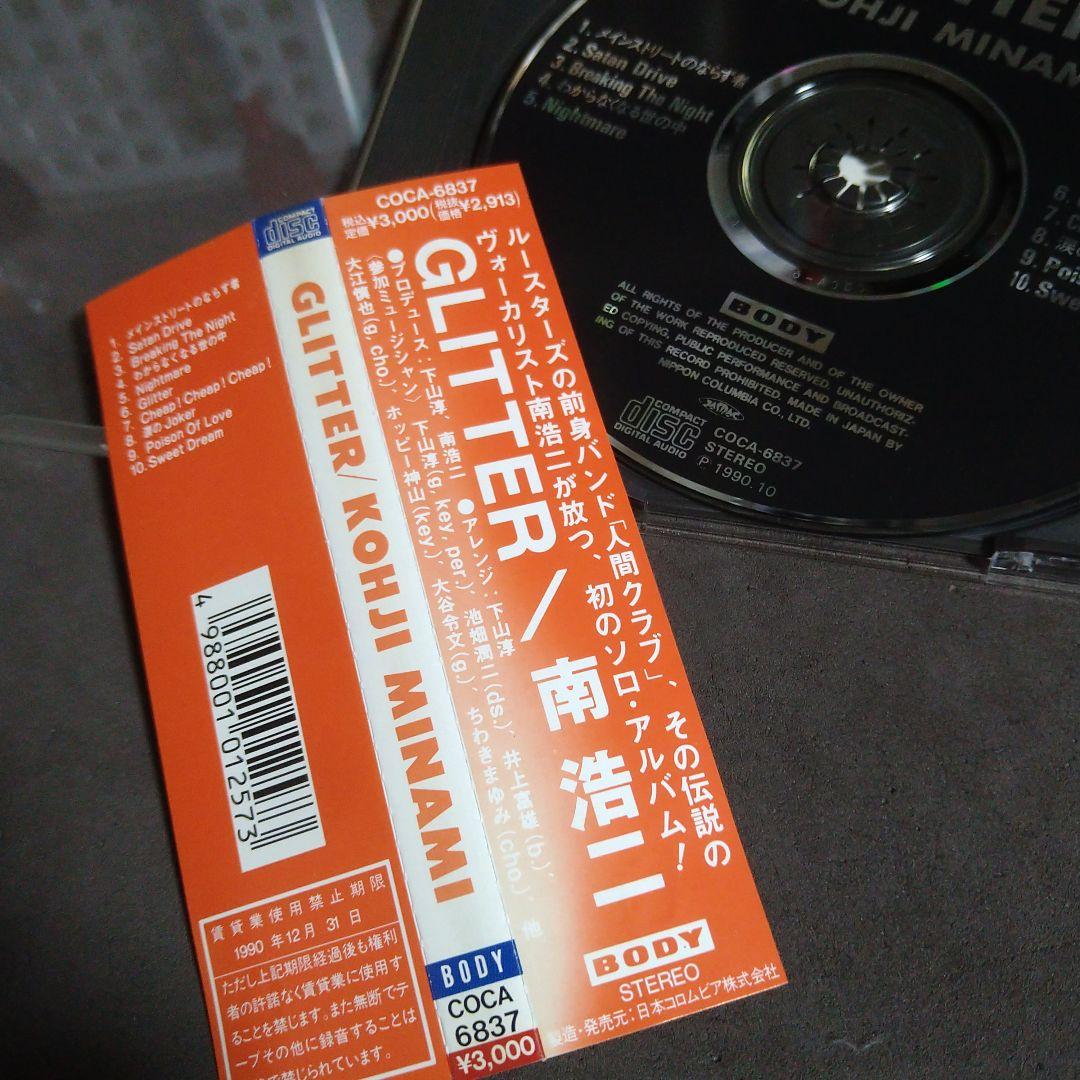 1. メインストリートのならず者
2. Satan Drive
3. Breaking The Night
4. わからなくなる世の中
5. Nightmare
6. Glitter
7. Cheap! Cheap! Cheap!
8. 涙のJoker
9. Poison Of Love
10. Sweet Dream
4 988001 012573
賃貸業使用禁止期限
1990年12月31日
ただし上記期限経過後も権利
者の許諾なく賃貸業に使用す
ることを禁じます。また無断でテ
ープその他に録音することは
で禁じられています。
COMPACT
disc
DIGITAL AUDIO
GLITTER/KOHJI MINAMI
BODY
COCA
6837
¥3,000
COCA-6837
税込定価¥3,000(税抜価格¥2,913)
ルースターズの前身バンド「人間クラブ」、その伝説の
ヴォーカリスト南浩二が放つ、初のソロ・アルバム!
GLITTER/南浩二
●プロデュース:下山淳、南浩二 ●アレンジ:下山淳
〈参加ミュージシャン〉下山淳(g, key, per.)、池畑潤二(ds.)、井上富雄(b.)、
大江慎也(g, cho.)、ホッピー神山(key.)、大谷令文(g.)、ちわきまゆみ(cho.) 他
BODY
STEREO
製造・発売元:日本コロムビア株式会社
OHJI MINAM
1. メインストリートのならず者
2. Satan Drive
3. Breaking The Night
4. わからなくなる世の中
5. Nightmare
6.
7. C
8. 涙
9. Pois
10. Sweet
BODY
ALL RIGHTS OF THE PRODUCER AND OF THE OWNER
OF THE WORK REPRODUCED RESERVED. UNAUTHORIZ-
ED COPYING, PUBLIC PERFORMANCE AND BROADCAST-
ING OF THIS RECORD PROHIBITED. MADE IN JAPAN BY
NIPPON COLUMBIA CO., LTD.
COMPACT
disc
DIGITAL AUDIO
COCA-6837
STEREO
℗1990.10